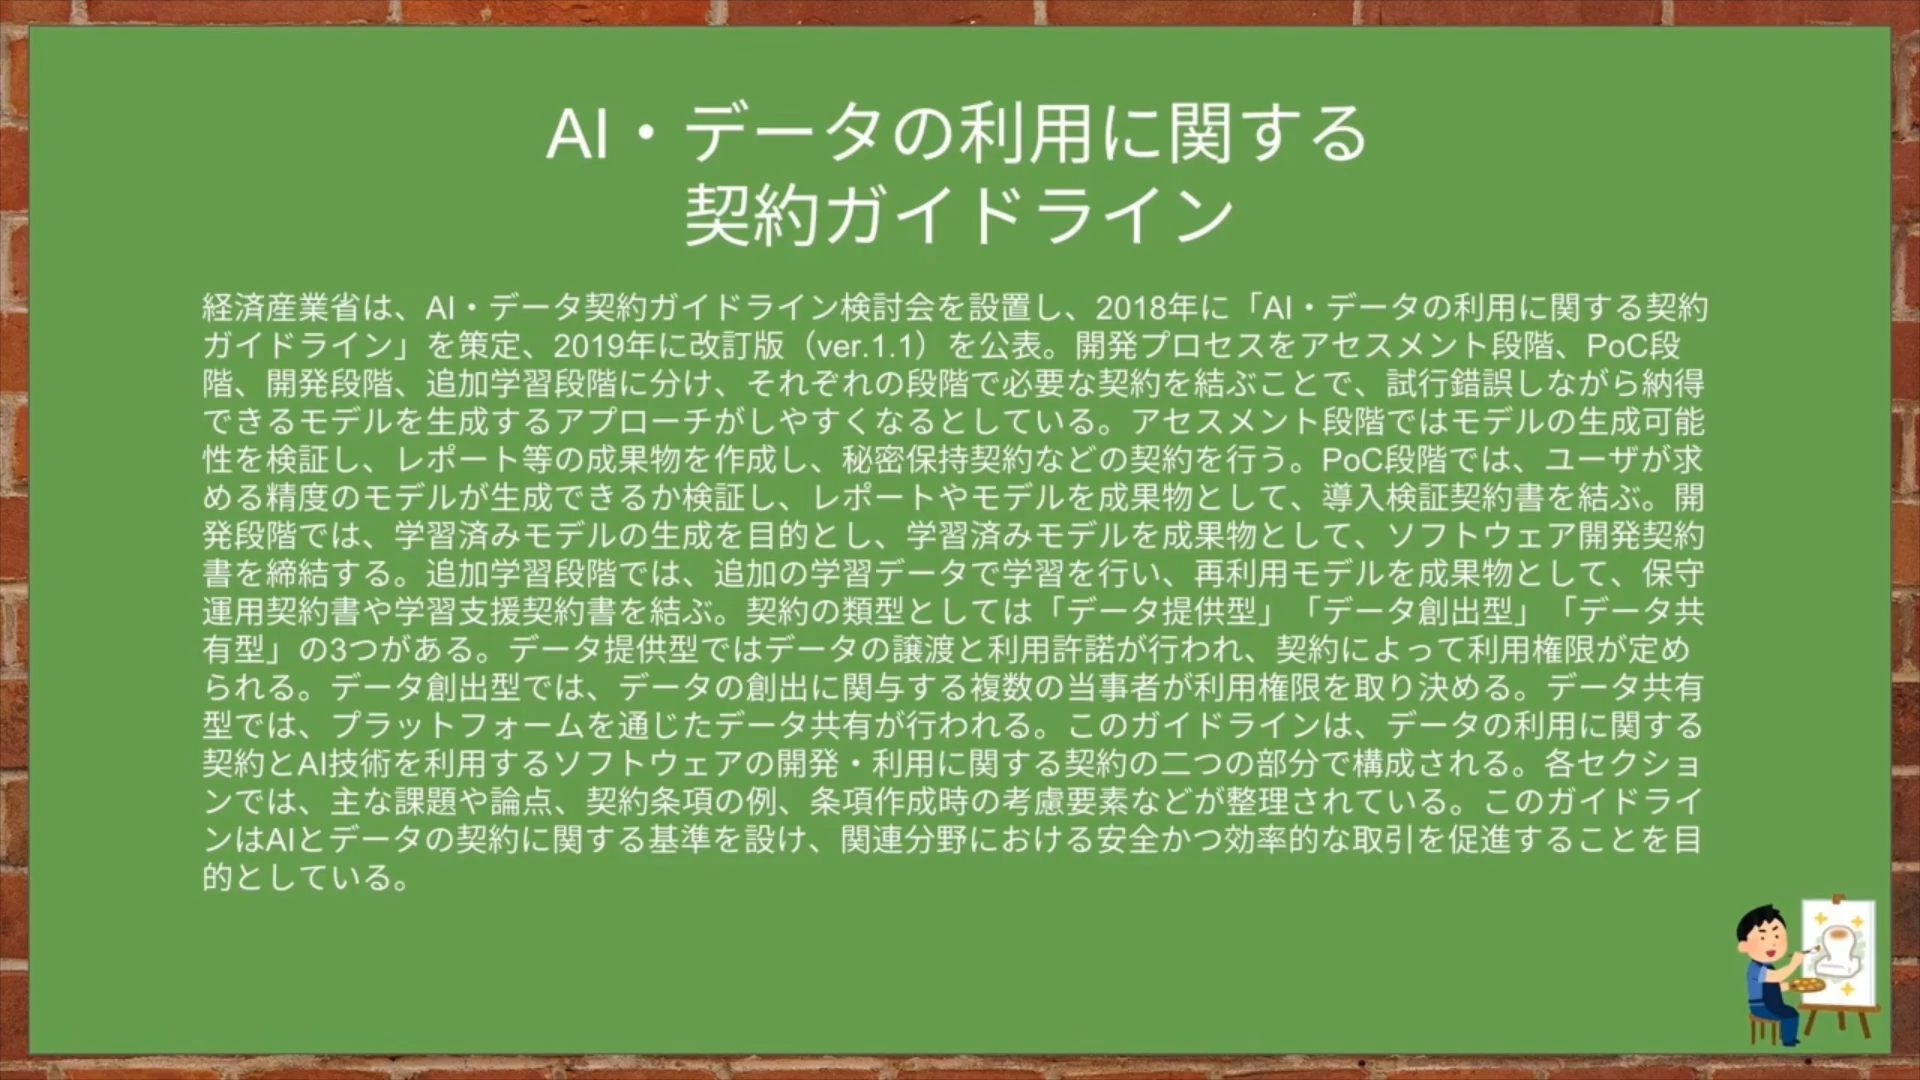 AI・データの利用に関する
契約ガイドライン
経済産業省は、AI・データ契約ガイドライン検討会を設置し、2018年に「AI・データの利用に関する契約
ガイドライン」を策定、2019年に改訂版（ver.1.1）を公表。開発プロセスをアセスメント段階、PoC段
階、開発段階、追加学習段階に分け、それぞれの段階で必要な契約を結ぶことで、試行錯誤しながら納得
できるモデルを生成するアプローチがしやすくなるとしている。アセスメント段階ではモデルの生成可能
性を検証し、レポート等の成果物を作成し、秘密保持契約などの契約を行う。PoC段階では、ユーザが求
める精度のモデルが生成できるか検証し、レポートやモデルを成果物として、導入検証契約書を結ぶ。開
発段階では、学習済みモデルの生成を目的とし、学習済みモデルを成果物として、ソフトウェア開発契約
書を締結する。追加学習段階では、追加の学習データで学習を行い、再利用モデルを成果物として、保守
運用契約書や学習支援契約書を結ぶ。契約の類型としては「データ提供型」「データ創出型」「データ共
有型」の3つがある。データ提供型ではデータの譲渡と利用許諾が行われ、契約によって利用権限が定め
られる。データ創出型では、データの創出に関与する複数の当事者が利用権限を取り決める。データ共有
型では、プラットフォームを通じたデータ共有が行われる。このガイドラインは、データの利用に関する
契約とAI技術を利用するソフトウェアの開発・利用に関する契約の二つの部分で構成される。各セクショ
ンでは、主な課題や論点、契約条項の例、条項作成時の考慮要素などが整理されている。このガイドライ
ンはAIとデータの契約に関する基準を設け、関連分野における安全かつ効率的な取引を促進することを目
的としている。